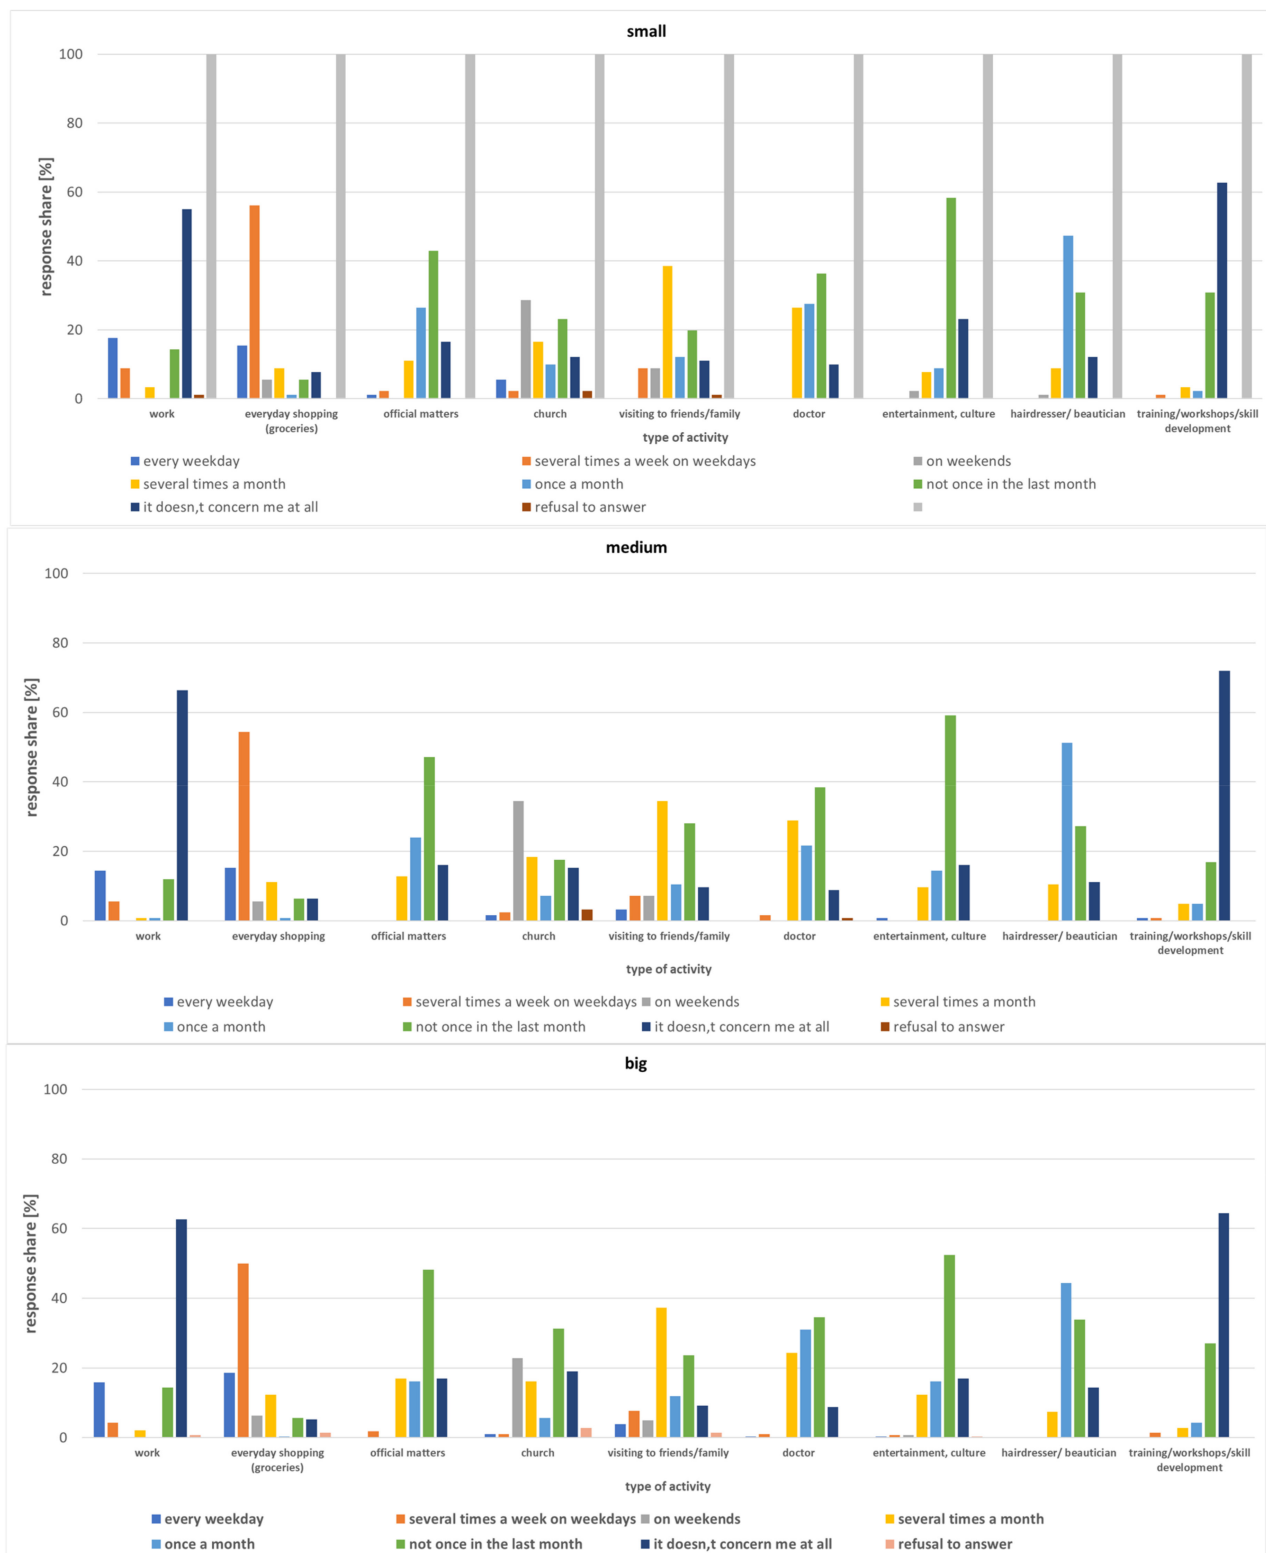 small
100
80
60
40
20
0
response share [%]
work everyday shopping official matters church visiting to friends/family doctor entertainment, culture hairdresser/ beautician training/workshops/skill
(groceries) development
type of activity
every weekday several times a week on weekdays on weekends
several times a month once a month not once in the last month
it doesn,t concern me at all refusal to answer
medium
100
80
60
40
20
0
response share [%]
work everyday shopping official matters church visiting to friends/family doctor entertainment, culture hairdresser/ beautician training/workshops/skill
development
type of activity
every weekday several times a week on weekdays on weekends several times a month
once a month not once in the last month it doesn,t concern me at all refusal to answer
big
100
80
60
40
20
0
response share [%]
work everyday shopping official matters church visiting to friends/family doctor entertainment, culture hairdresser/ beautician training/workshops/skill
(groceries) development
type of activity
every weekday several times a week on weekdays on weekends several times a month
once a month not once in the last month it doesn,t concern me at all refusal to answer